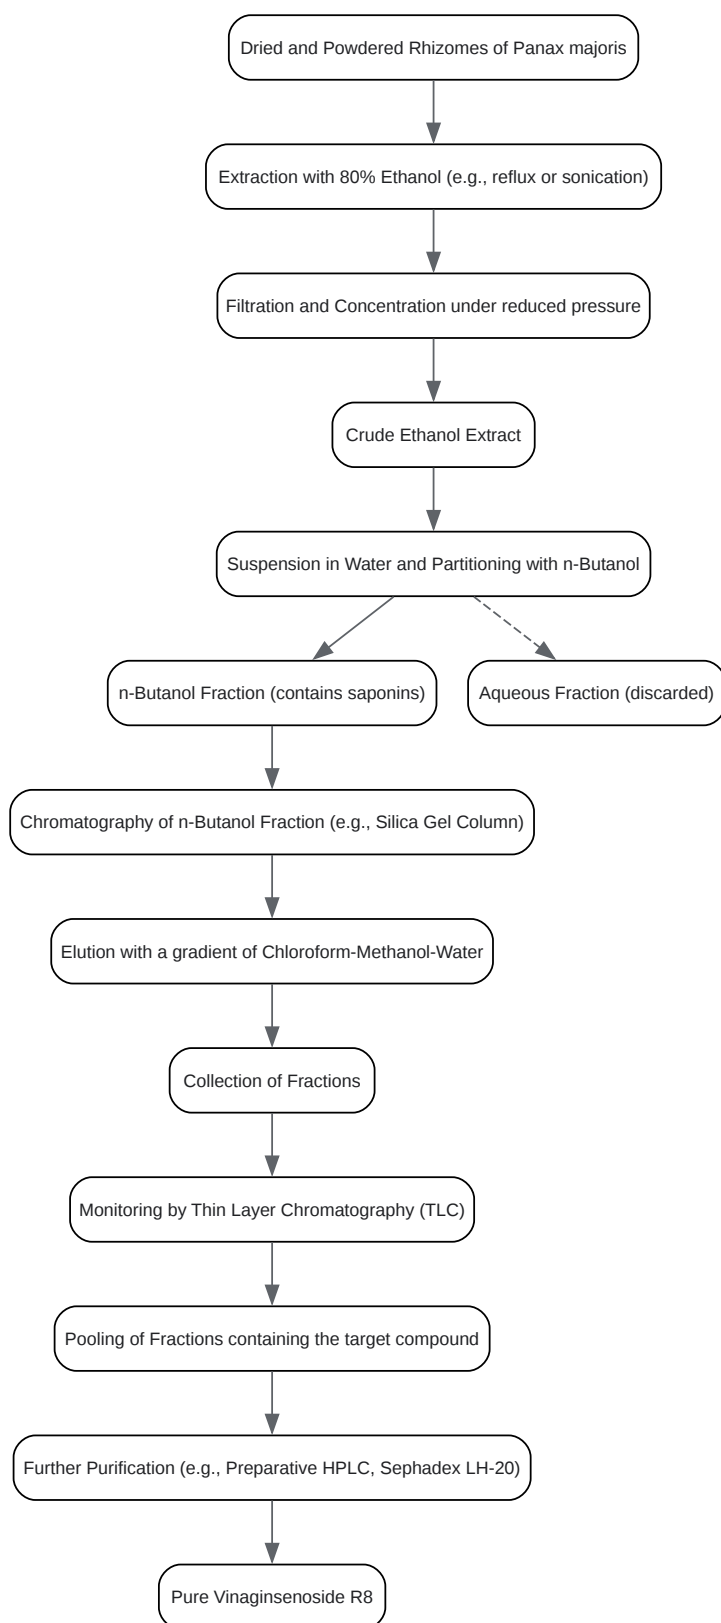 Dried and Powdered Rhizomes of Panax majoris
Extraction with 80% Ethanol (e.g., reflux or sonication)
Filtration and Concentration under reduced pressure
Crude Ethanol Extract
Suspension in Water and Partitioning with n-Butanol
n-Butanol Fraction (contains saponins)
Aqueous Fraction (discarded)
Chromatography of n-Butanol Fraction (e.g., Silica Gel Column)
Elution with a gradient of Chloroform-Methanol-Water
Collection of Fractions
Monitoring by Thin Layer Chromatography (TLC)
Pooling of Fractions containing the target compound
Further Purification (e.g., Preparative HPLC, Sephadex LH-20)
Pure Vinaginsenoside R8